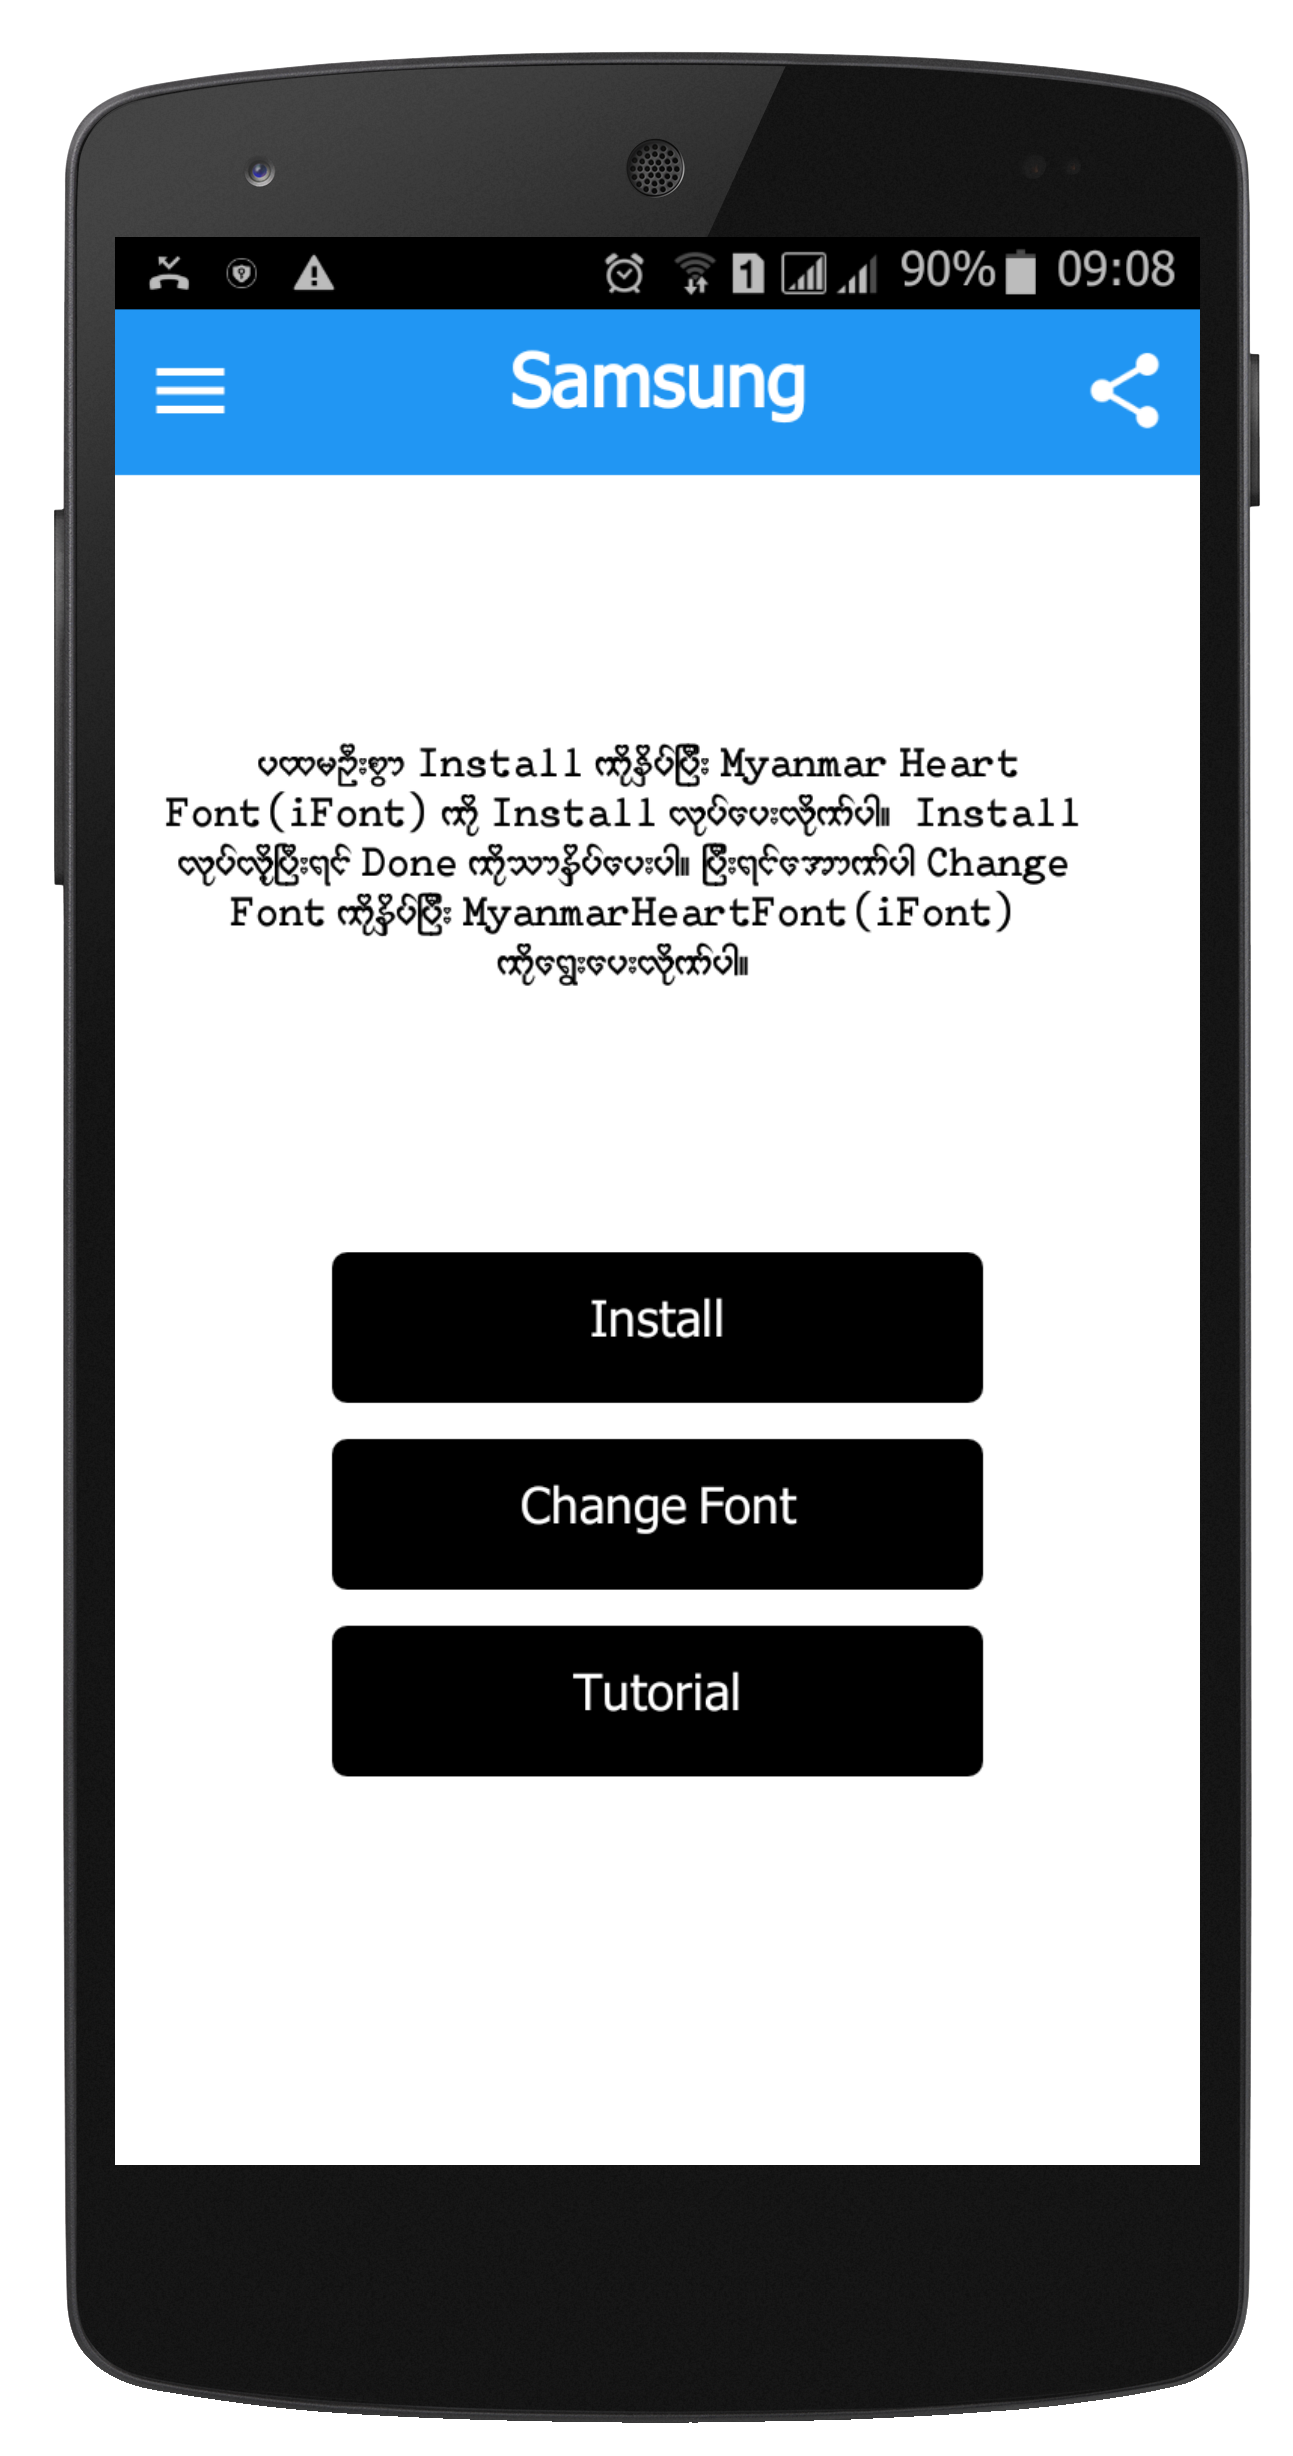 90% 09:08
Samsung
ပထမဦးစွာ Install ကိုနှိပ်ပြီး Myanmar Heart
Font(iFont) ကို Install လုပ်ပေးလိုက်ပါ။ Install
လုပ်လို့ပြီးရင် Done ကိုသာနှိပ်ပေးပါ။ ပြီးရင်အောက်ပါ Change
Font ကိုနှိပ်ပြီး MyanmarHeartFont(iFont)
ကိုရွေးပေးလိုက်ပါ။
Install
Change Font
Tutorial